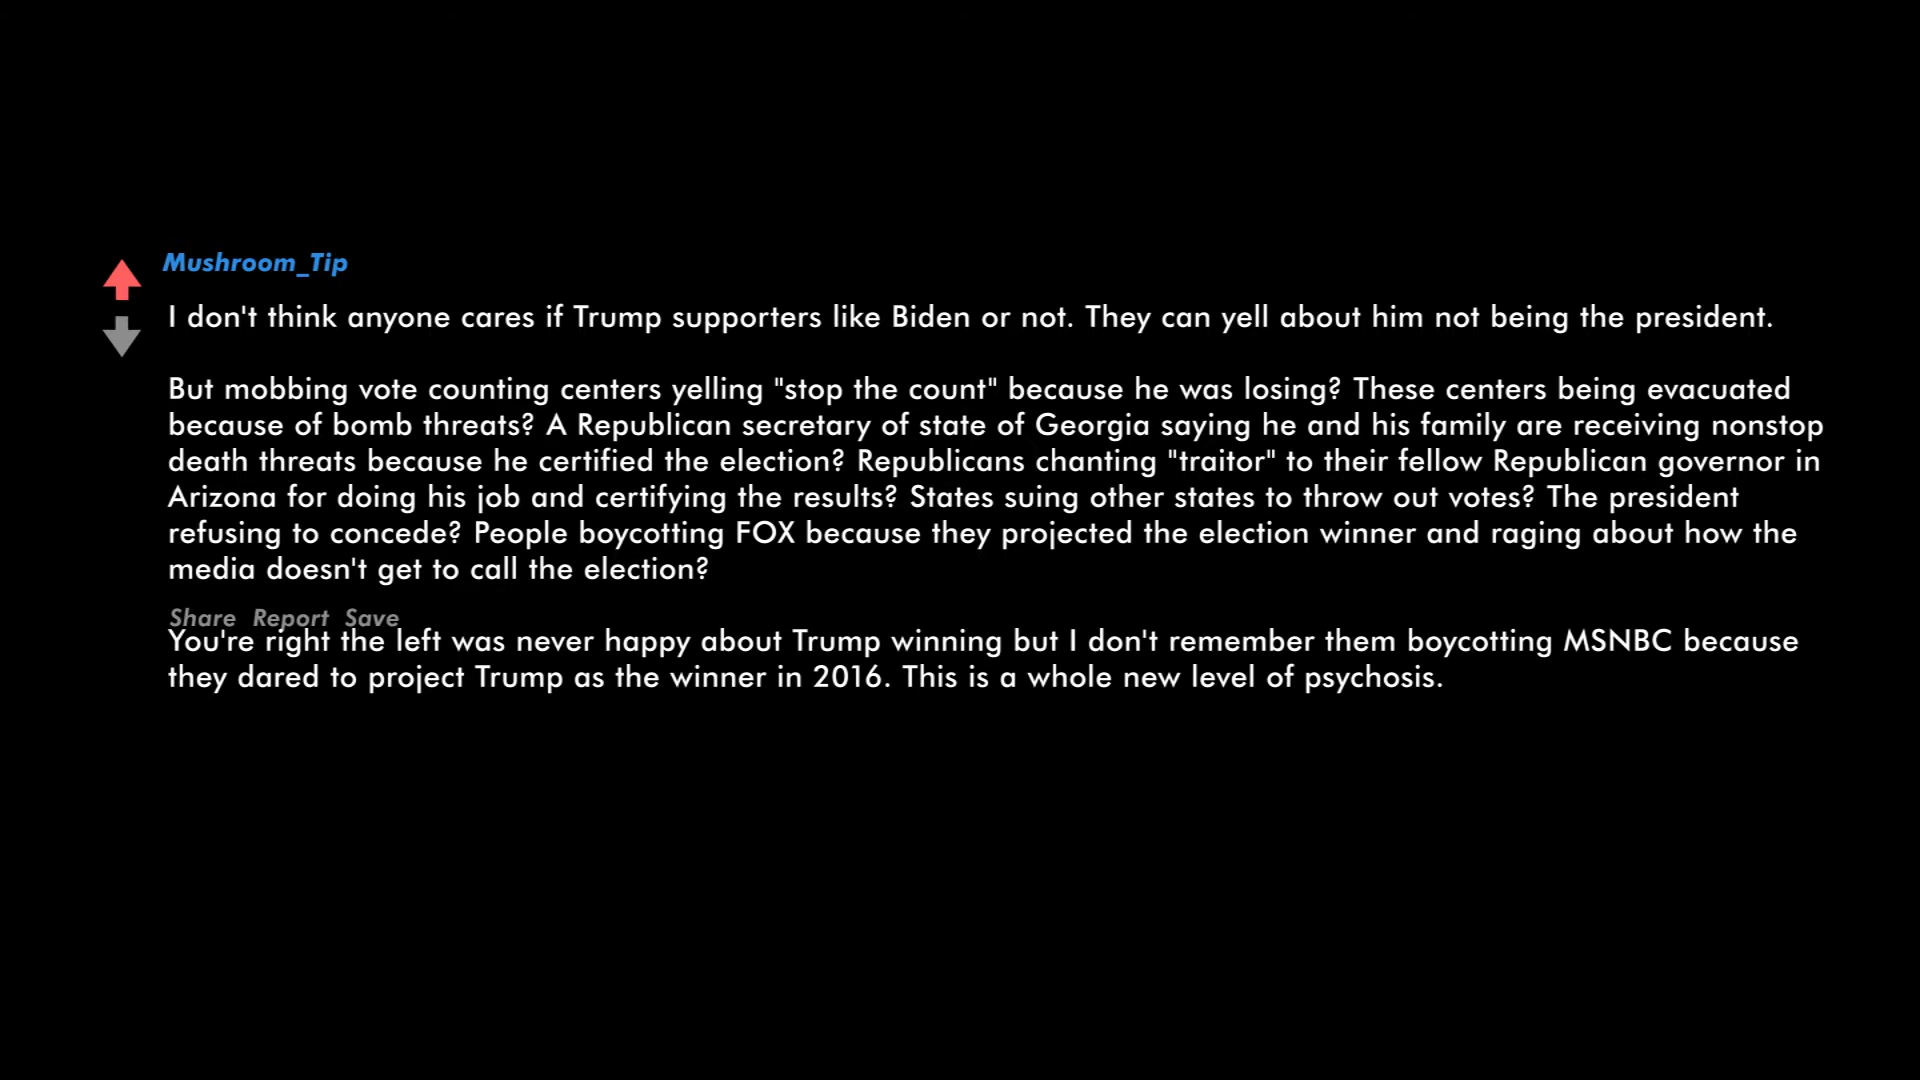 Mushroom_Tip
I don't think anyone cares if Trump supporters like Biden or not. They can yell about him not being the president.
But mobbing vote counting centers yelling "stop the count" because he was losing? These centers being evacuated
because of bomb threats? A Republican secretary of state of Georgia saying he and his family are receiving nonstop
death threats because he certified the election? Republicans chanting "traitor" to their fellow Republican governor in
Arizona for doing his job and certifying the results? States suing other states to throw out votes? The president
refusing to concede? People boycotting FOX because they projected the election winner and raging about how the
media doesn't get to call the election?
Share Report Save
You're right the left was never happy about Trump winning but I don't remember them boycotting MSNBC because
they dared to project Trump as the winner in 2016. This is a whole new level of psychosis.